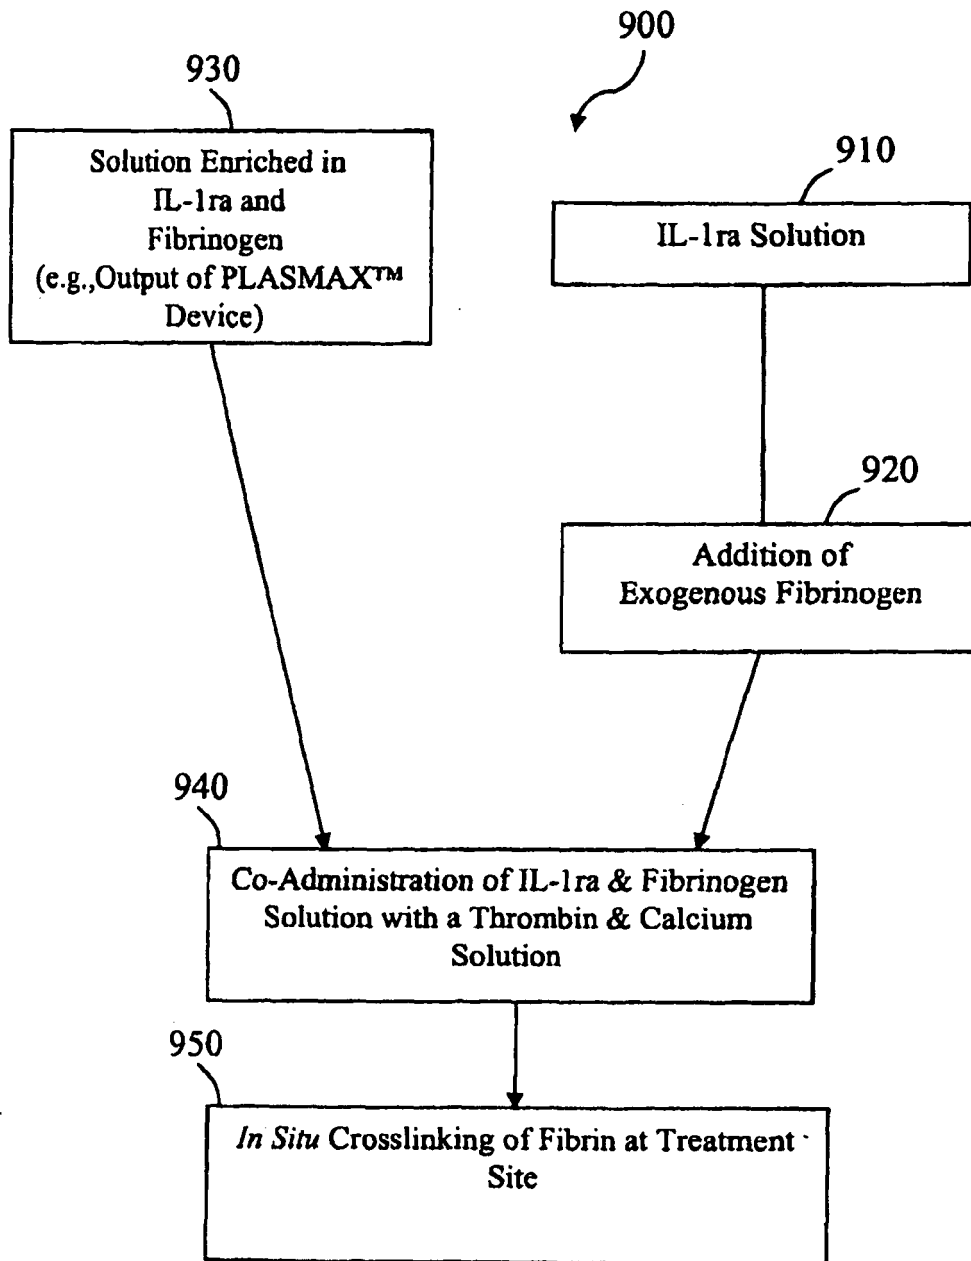 900
930
Solution Enriched in
IL-1ra and
Fibrinogen
(e.g.,Output of PLASMAX™
Device)
910
IL-1ra Solution
920
Addition of
Exogenous Fibrinogen
940
Co-Administration of IL-1ra & Fibrinogen
Solution with a Thrombin & Calcium
Solution
950
In Situ Crosslinking of Fibrin at Treatment
Site